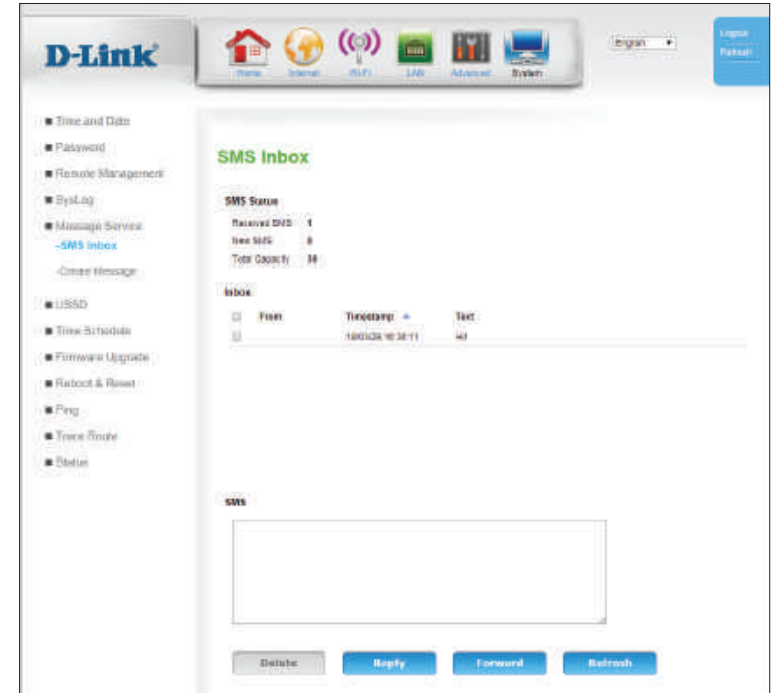 D-Link
Home
Internet
Wi-Fi
LAN
Advanced
System
English
Logout
Refresh
Time and Date
Password
Remote Management
SysLog
Message Service
-SMS Inbox
-Create Message
USSD
Time Schedule
Firmware Upgrade
Reboot & Reset
Ping
Trace Route
Status
SMS Inbox
SMS Status
Received SMS 1
New SMS 0
Total Capacity 30
Inbox
From Timestamp Text
SMS
Delete Reply Forward Refresh